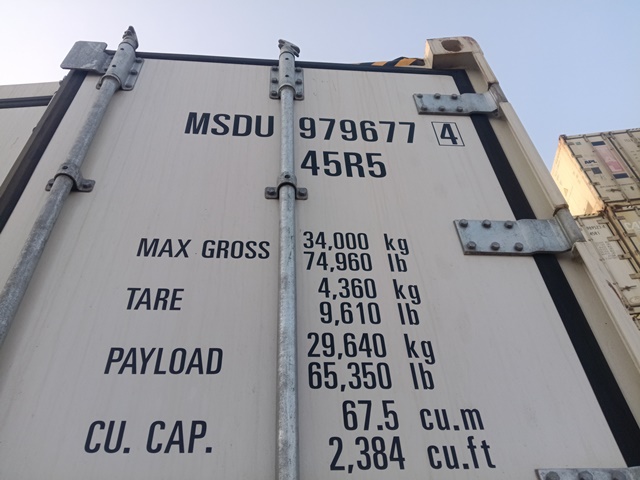 MSDU 979677 4
45R5
MAX GROSS 34,000 kg
74,960 lb
TARE 4,360 kg
9,610 lb
PAYLOAD 29,640 kg
65,350 lb
CU. CAP. 67.5 cu.m
2,384 cu.ft